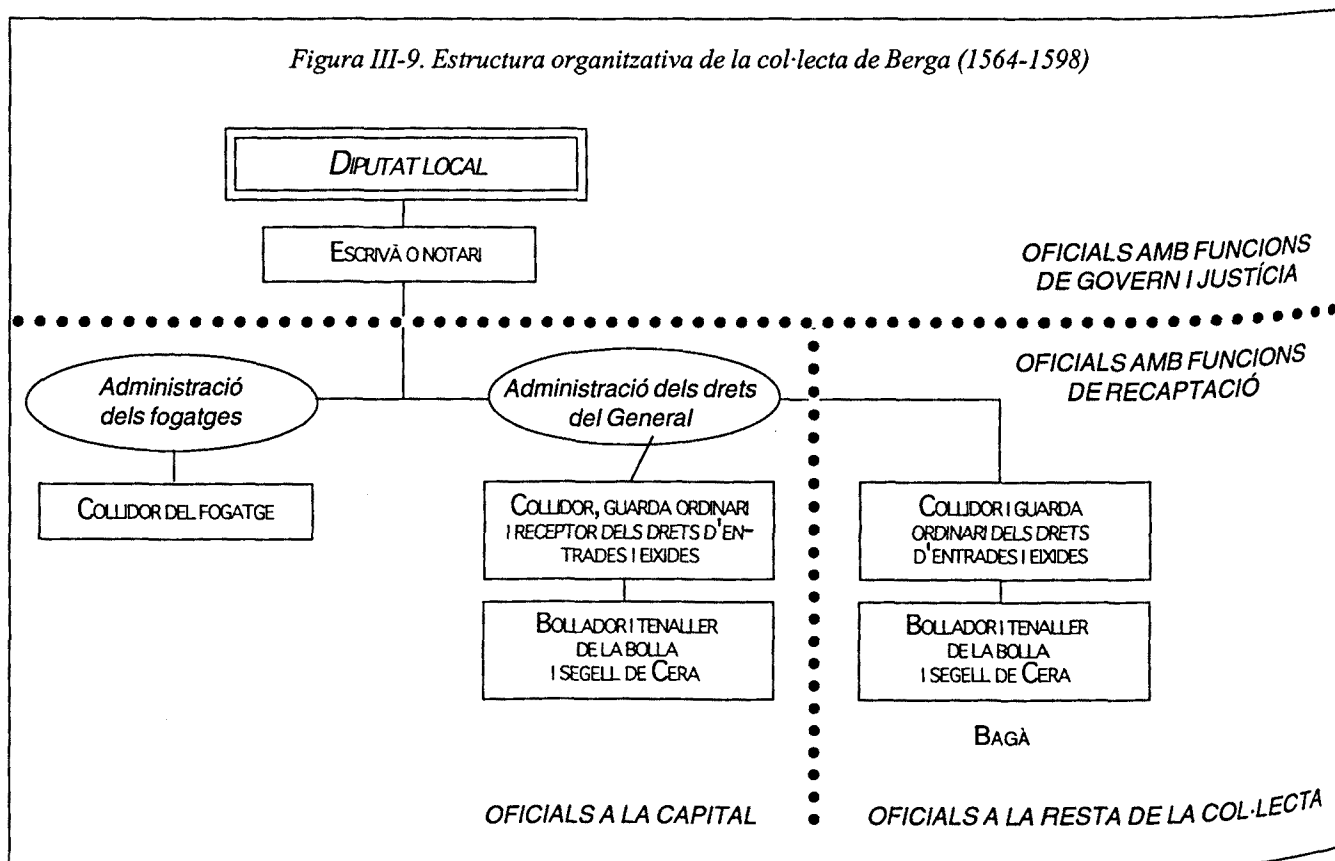 Figura III-9. Estructura organitzativa de la col·lecta de Berga (1564-1598)
DIPUTAT LOCAL
ESCRIVÀ O NOTARI
OFICIALS AMB FUNCIONS
DE GOVERN I JUSTÍCIA
OFICIALS AMB FUNCIONS
DE RECAPTACIÓ
Administració
dels fogatges
Administració dels drets
del General
COLLIDOR DEL FOGATGE
COLLIDOR, GUARDA ORDINARI
I RECEPTOR DELS DRETS D'EN-
TRADES I EIXIDES
COLLIDOR I GUARDA
ORDINARI DELS DRETS
D'ENTRADES I EIXIDES
BOLLADOR I TENALLER
DE LA BOLLA
I SEGELL DE CERA
BOLLADOR I TENALLER
DE LA BOLLA
I SEGELL DE CERA
BAGÀ
OFICIALS A LA CAPITAL
OFICIALS A LA RESTA DE LA COL·LECTA